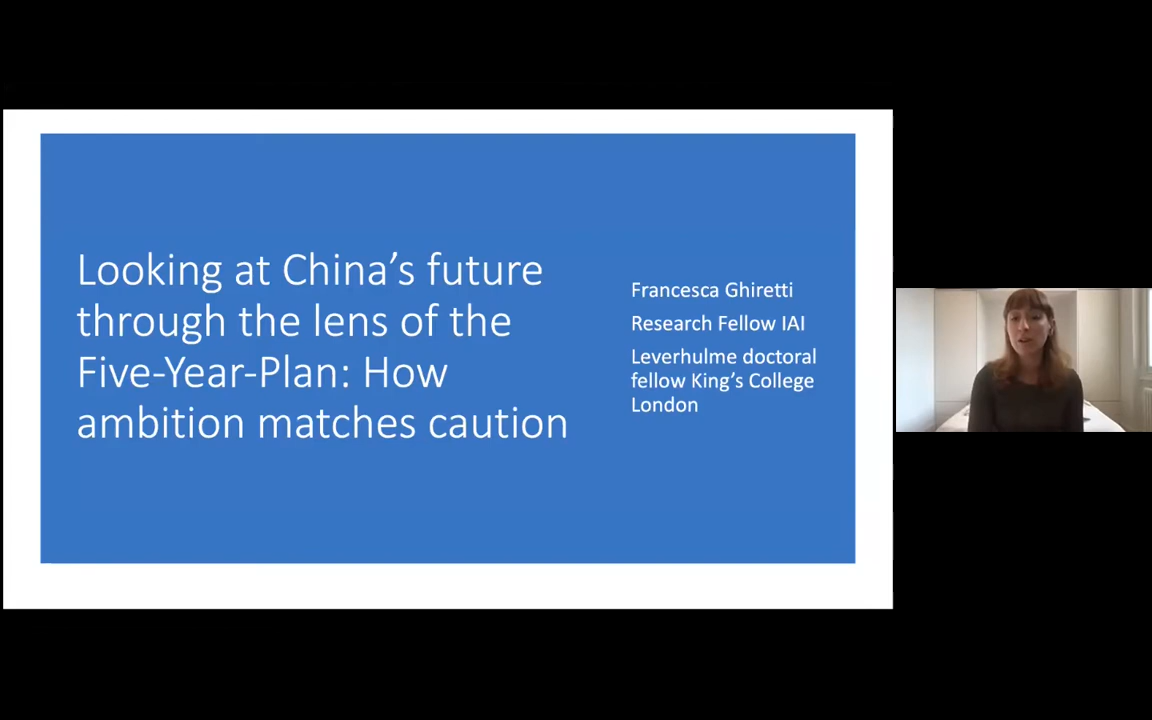 Looking at China’s future
through the lens of the
Five-Year-Plan: How
ambition matches caution
Francesca Ghiretti
Research Fellow IAI
Leverhulme doctoral
fellow King’s College
London